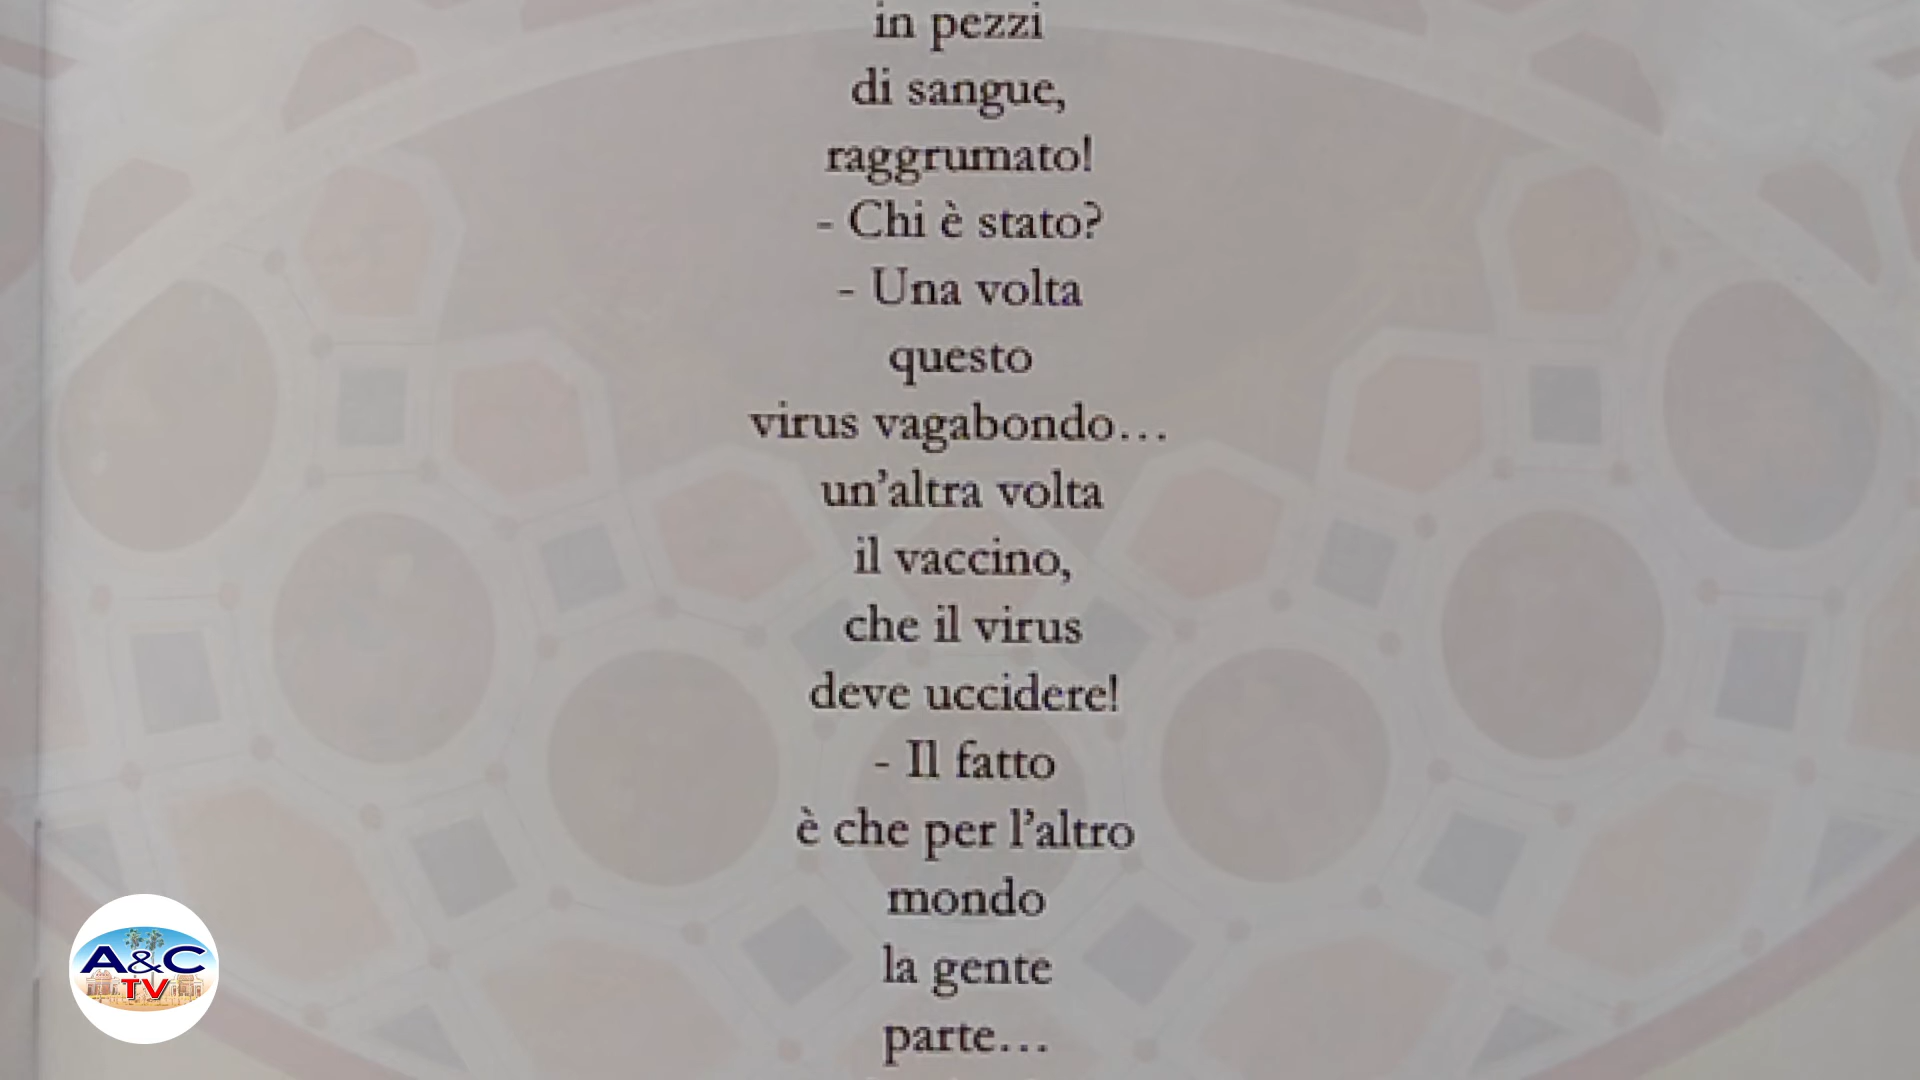 in pezzi
di sangue,
raggrumato!
- Chi è stato?
- Una volta
questo
virus vagabondo…
un’altra volta
il vaccino,
che il virus
deve uccidere!
- Il fatto
è che per l’altro
mondo
la gente
parte…
A&C
TV